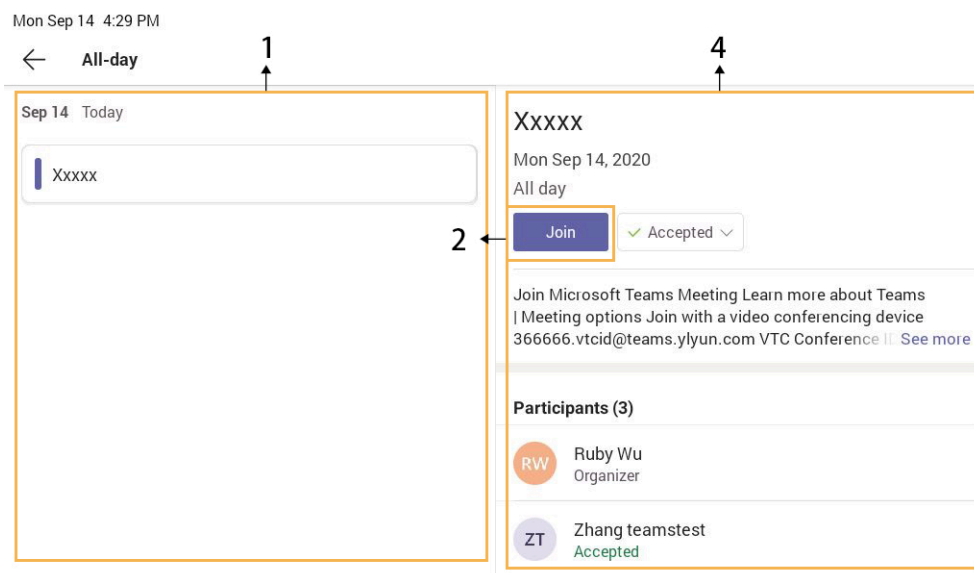 Mon Sep 14 4:29 PM
All-day
1
4
Sep 14 Today
Xxxxx
Xxxxx
Mon Sep 14, 2020
All day
2
Join
Accepted
Join Microsoft Teams Meeting Learn more about Teams
| Meeting options Join with a video conferencing device
366666.vtcid@teams.ylyun.com VTC Conference ID See more
Participants (3)
RW
Ruby Wu
Organizer
ZT
Zhang teamstest
Accepted